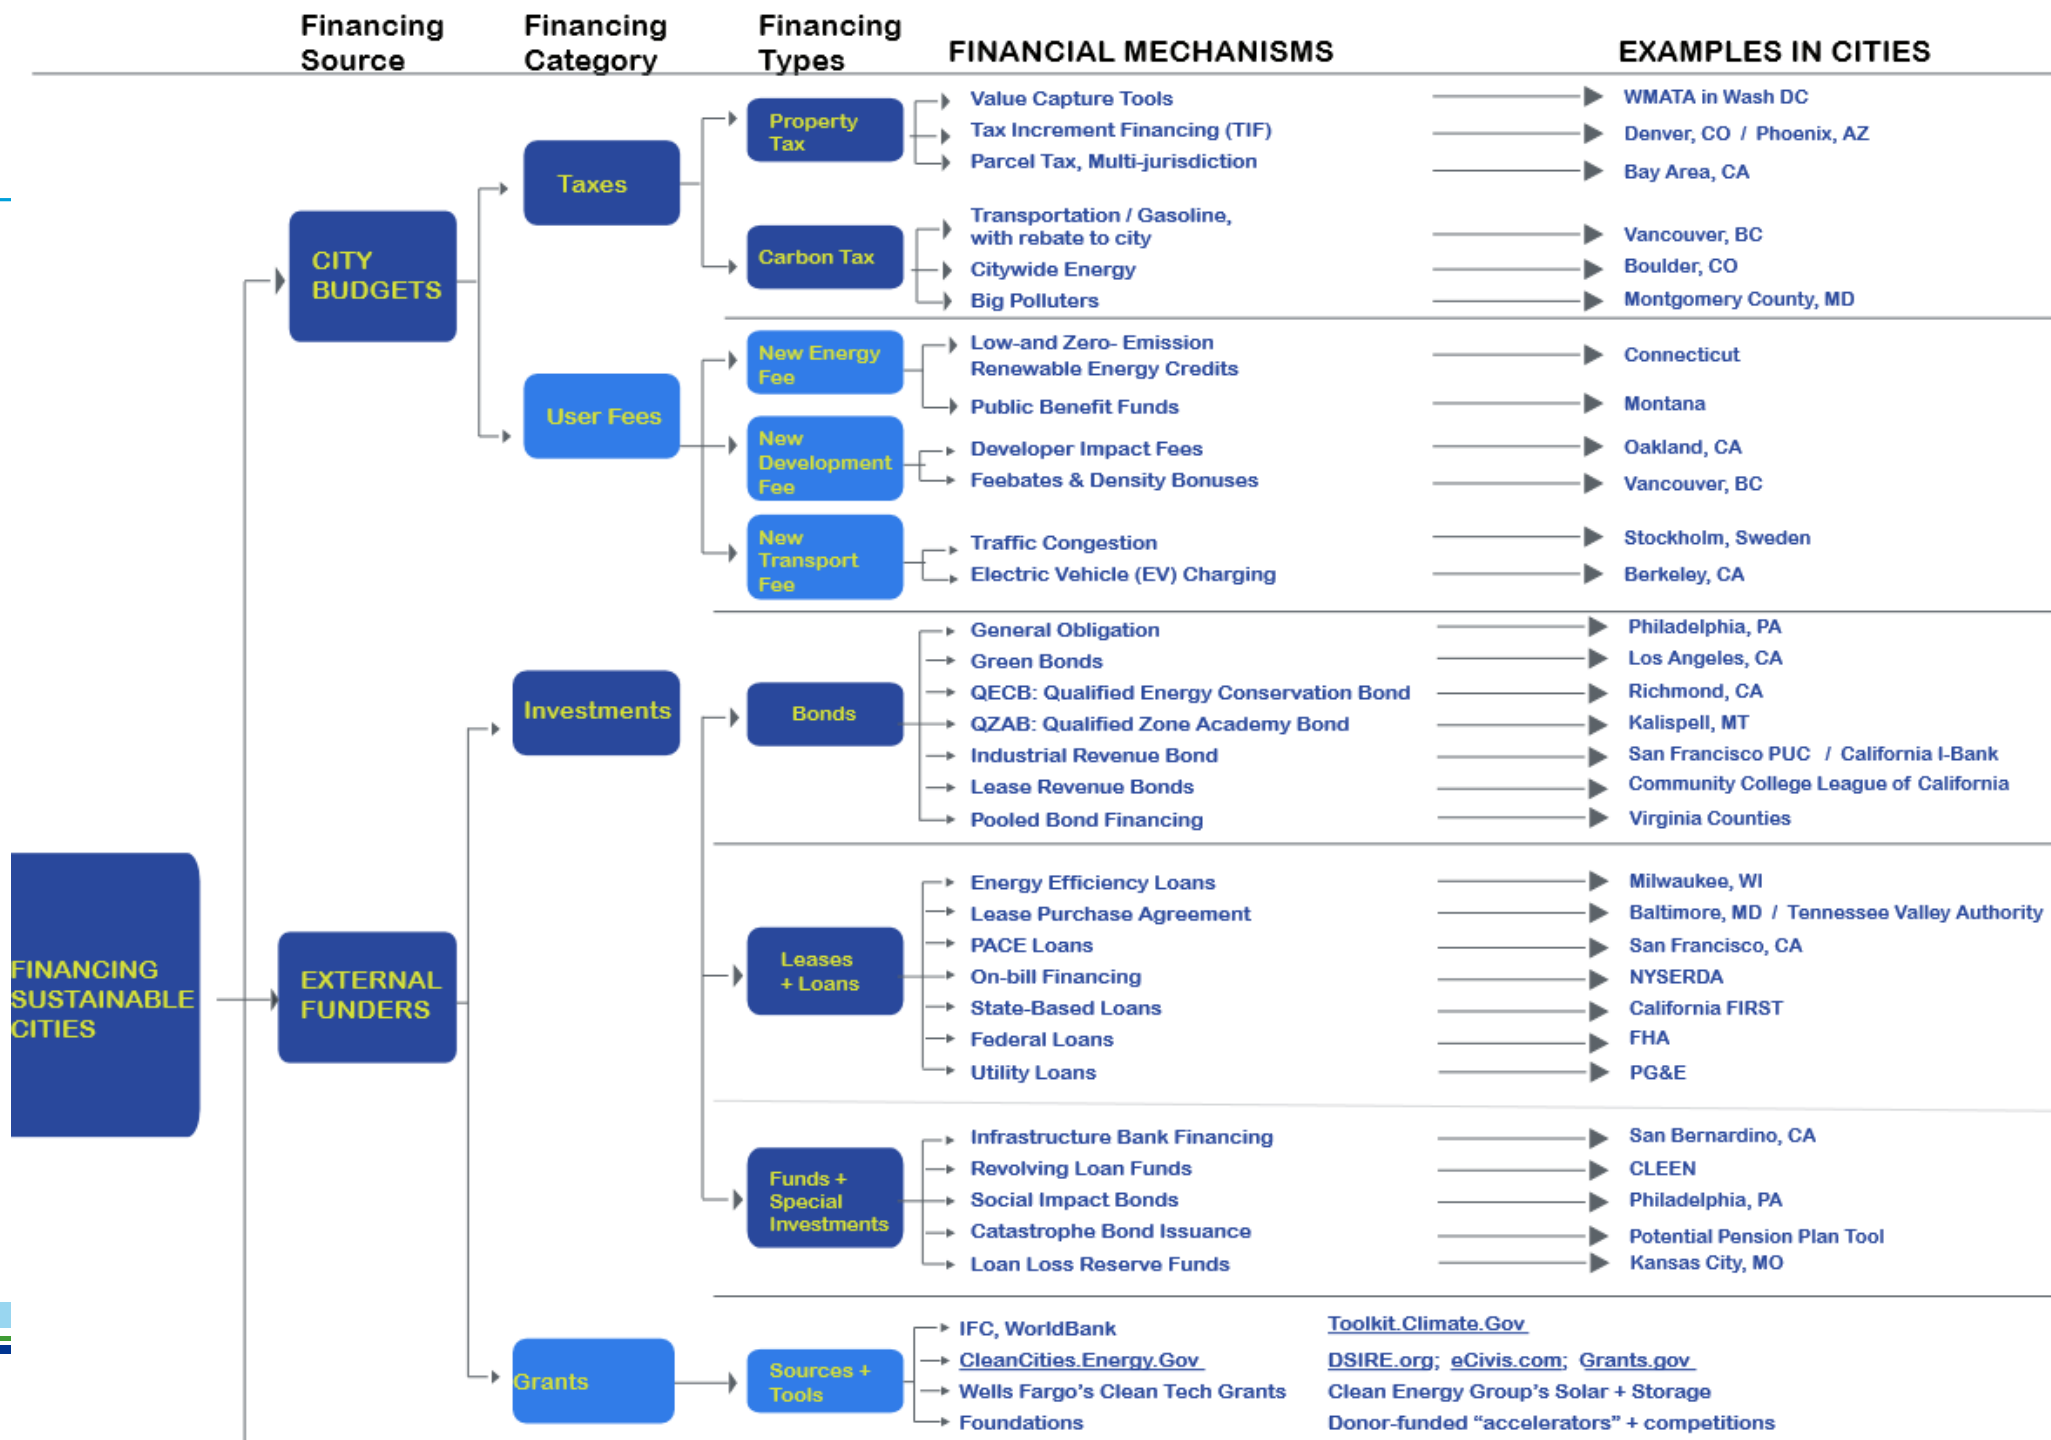 Financing Source
Financing Category
Financing Types
FINANCIAL MECHANISMS
EXAMPLES IN CITIES
FINANCING
SUSTAINABLE
CITIES
CITY
BUDGETS
Taxes
Property
Tax
Value Capture Tools
WMATA in Wash DC
Tax Increment Financing (TIF)
Denver, CO / Phoenix, AZ
Parcel Tax, Multi-jurisdiction
Bay Area, CA
Carbon Tax
Transportation / Gasoline,
with rebate to city
Vancouver, BC
Citywide Energy
Boulder, CO
Big Polluters
Montgomery County, MD
User Fees
New Energy
Fee
Low-and Zero- Emission
Renewable Energy Credits
Connecticut
Public Benefit Funds
Montana
New
Development
Fee
Developer Impact Fees
Oakland, CA
Feebates & Density Bonuses
Vancouver, BC
New
Transport
Fee
Traffic Congestion
Stockholm, Sweden
Electric Vehicle (EV) Charging
Berkeley, CA
EXTERNAL
FUNDERS
Investments
Bonds
General Obligation
Philadelphia, PA
Green Bonds
Los Angeles, CA
QECB: Qualified Energy Conservation Bond
Richmond, CA
QZAB: Qualified Zone Academy Bond
Kalispell, MT
Industrial Revenue Bond
San Francisco PUC / California I-Bank
Lease Revenue Bonds
Community College League of California
Pooled Bond Financing
Virginia Counties
Leases
+ Loans
Energy Efficiency Loans
Milwaukee, WI
Lease Purchase Agreement
Baltimore, MD / Tennessee Valley Authority
PACE Loans
San Francisco, CA
On-bill Financing
NYSERDA
State-Based Loans
California FIRST
Federal Loans
FHA
Utility Loans
PG&E
Funds +
Special
Investments
Infrastructure Bank Financing
San Bernardino, CA
Revolving Loan Funds
CLEEN
Social Impact Bonds
Philadelphia, PA
Catastrophe Bond Issuance
Potential Pension Plan Tool
Loan Loss Reserve Funds
Kansas City, MO
Grants
Sources +
Tools
IFC, WorldBank
Toolkit.Climate.Gov
CleanCities.Energy.Gov
DSIRE.org; eCivis.com; Grants.gov
Wells Fargo's Clean Tech Grants
Clean Energy Group's Solar + Storage
Foundations
Donor-funded “accelerators” + competitions